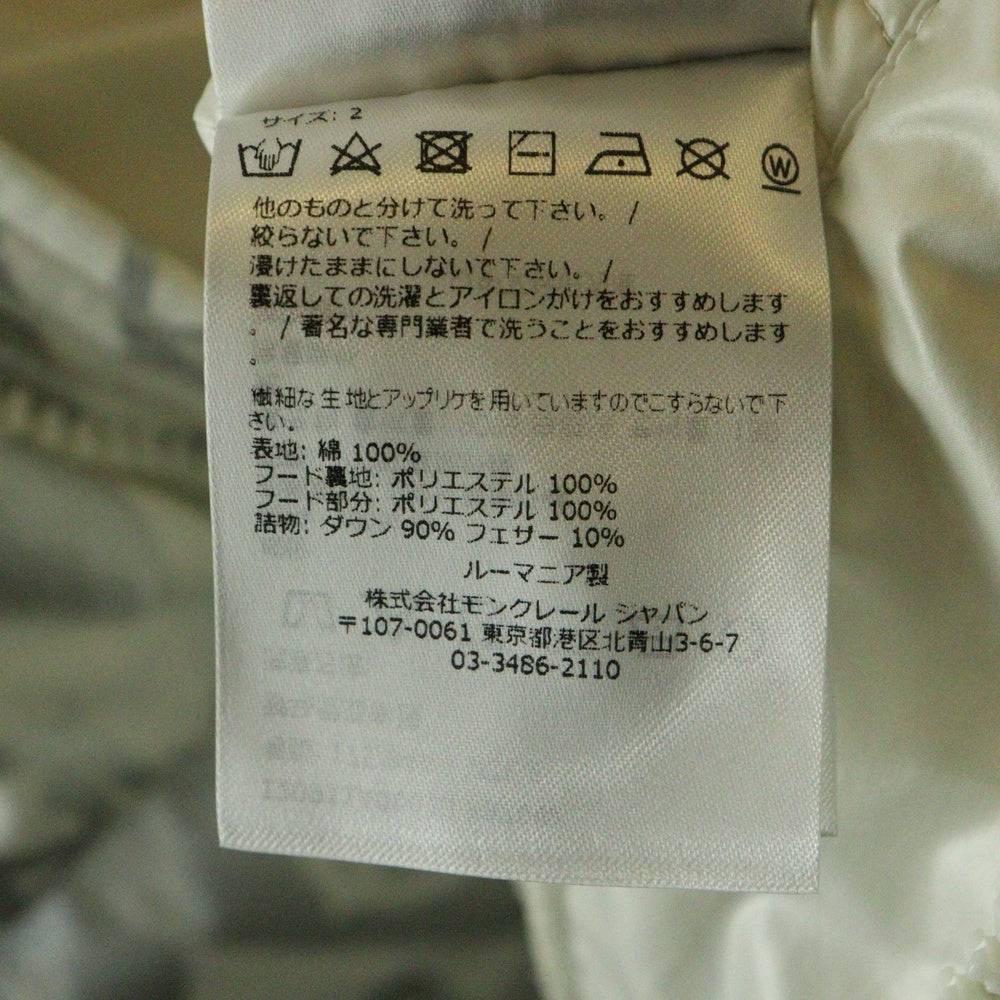 サイズ: 2
W
他のものと分けて洗って下さい。 /
絞らないで下さい。 /
浸けたままにしないで下さい。 /
裏返しての洗濯とアイロンがけをおすすめします
。 / 著名な専門業者で洗うことをおすすめします
。
繊細な生地とアップリケを用いていますのでこすらないで下
さい。
表地: 綿 100%
フード裏地: ポリエステル 100%
フード部分: ポリエステル 100%
詰物: ダウン 90% フェザー 10%
ルーマニア製
株式会社モンクレール ジャパン
〒107-0061 東京都港区北青山3-6-7
03-3486-2110